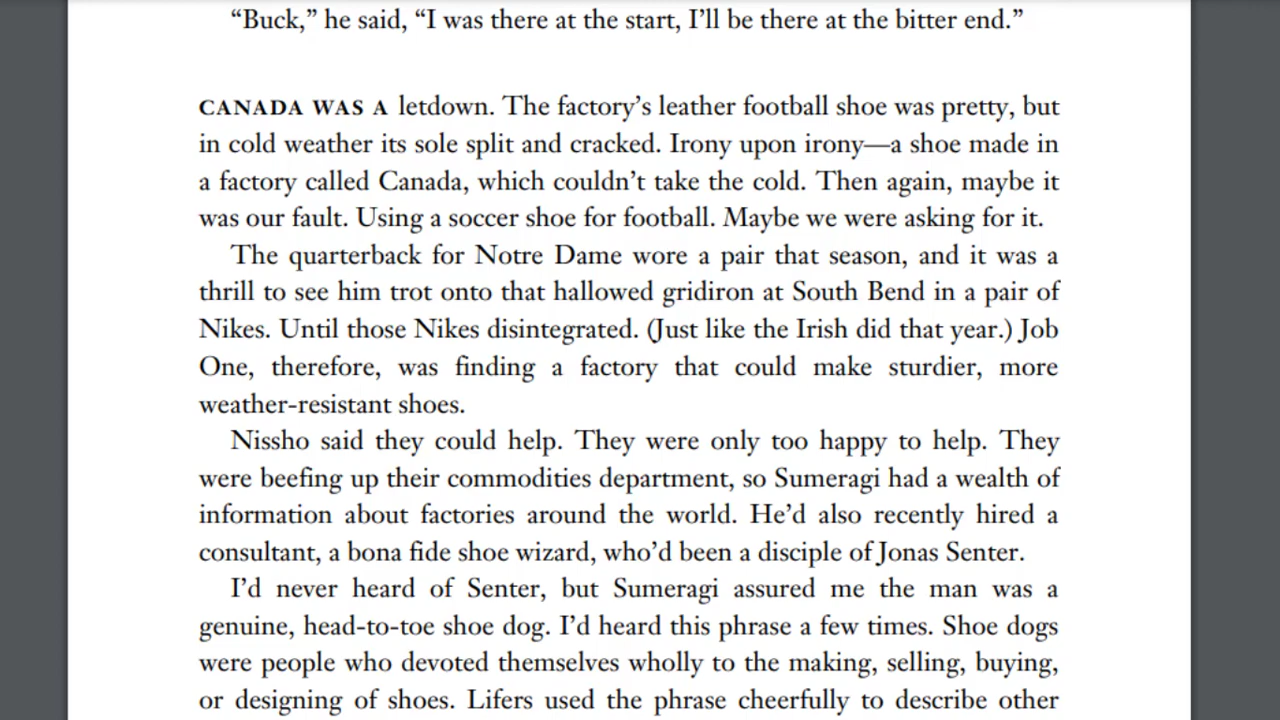 “Buck,” he said, “I was there at the start, I’ll be there at the bitter end.”
CANADA WAS A letdown. The factory’s leather football shoe was pretty, but
in cold weather its sole split and cracked. Irony upon irony—a shoe made in
a factory called Canada, which couldn’t take the cold. Then again, maybe it
was our fault. Using a soccer shoe for football. Maybe we were asking for it.
The quarterback for Notre Dame wore a pair that season, and it was a
thrill to see him trot onto that hallowed gridiron at South Bend in a pair of
Nikes. Until those Nikes disintegrated. (Just like the Irish did that year.) Job
One, therefore, was finding a factory that could make sturdier, more
weather-resistant shoes.
Nissho said they could help. They were only too happy to help. They
were beefing up their commodities department, so Sumeragi had a wealth of
information about factories around the world. He’d also recently hired a
consultant, a bona fide shoe wizard, who’d been a disciple of Jonas Senter.
I’d never heard of Senter, but Sumeragi assured me the man was a
genuine, head-to-toe shoe dog. I’d heard this phrase a few times. Shoe dogs
were people who devoted themselves wholly to the making, selling, buying,
or designing of shoes. Lifers used the phrase cheerfully to describe other